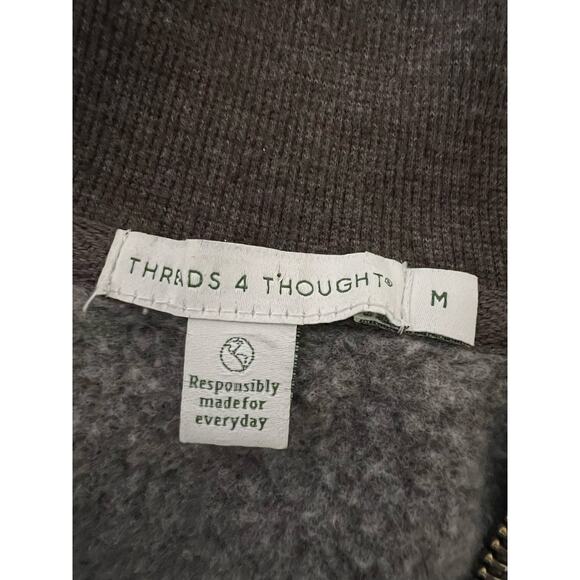 THREADS 4 THOUGHT®
M
Responsibly
made for
everyday